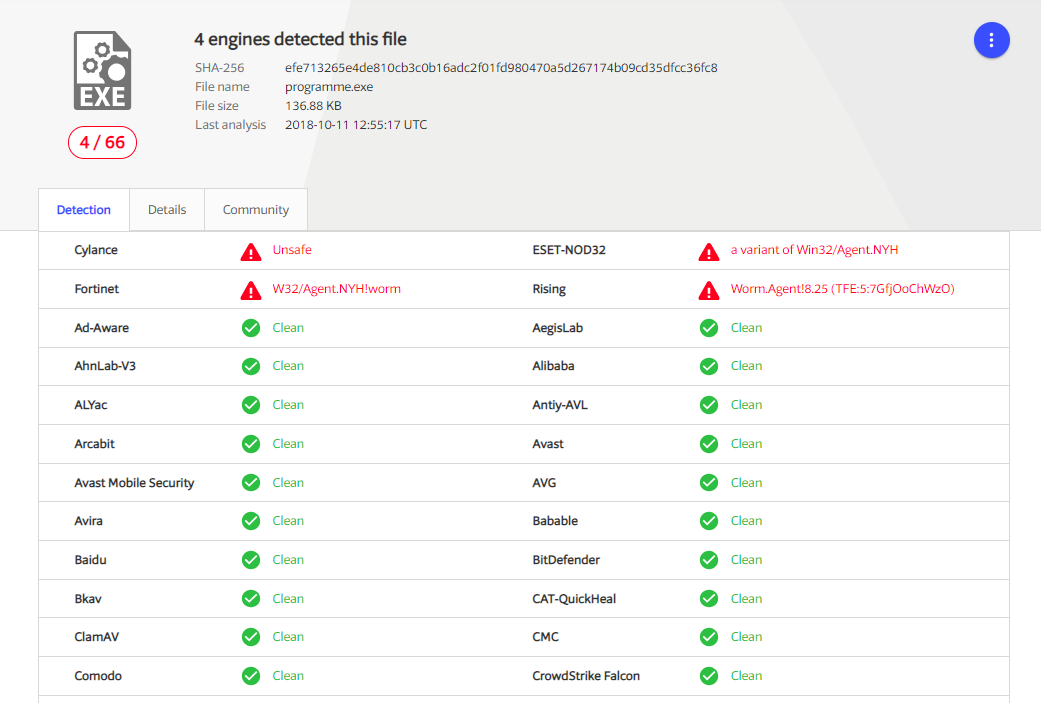 4 engines detected this file
SHA-256 efe713265e4de810cb3c0b16adc2f01fd980470a5d267174b09cd35dfcc36fc8
File name programme.exe
File size 136.88 KB
Last analysis 2018-10-11 12:55:17 UTC
EXE
4 / 66
Detection Details Community
Cylance Unsafe ESET-NOD32 a variant of Win32/Agent.NYH
Fortinet W32/Agent.NYH!worm Rising Worm.Agent!8.25 (TFE:5:7GfjOoChWzO)
Ad-Aware Clean AegisLab Clean
AhnLab-V3 Clean Alibaba Clean
ALYac Clean Antiy-AVL Clean
Arcabit Clean Avast Clean
Avast Mobile Security Clean AVG Clean
Avira Clean Babable Clean
Baidu Clean BitDefender Clean
Bkav Clean CAT-QuickHeal Clean
ClamAV Clean CMC Clean
Comodo Clean CrowdStrike Falcon Clean